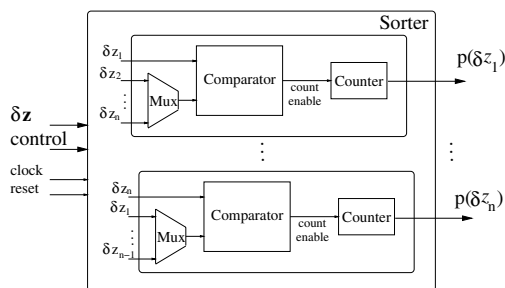 Sorter
δz₁
δz₂
⋮
δzₙ
Mux
Comparator
count
enable
Counter
p(δz₁)
δz
control
clock
reset
⋮
⋮
δzₙ
δz₁
⋮
δzₙ₋₁
Mux
Comparator
count
enable
Counter
p(δzₙ)